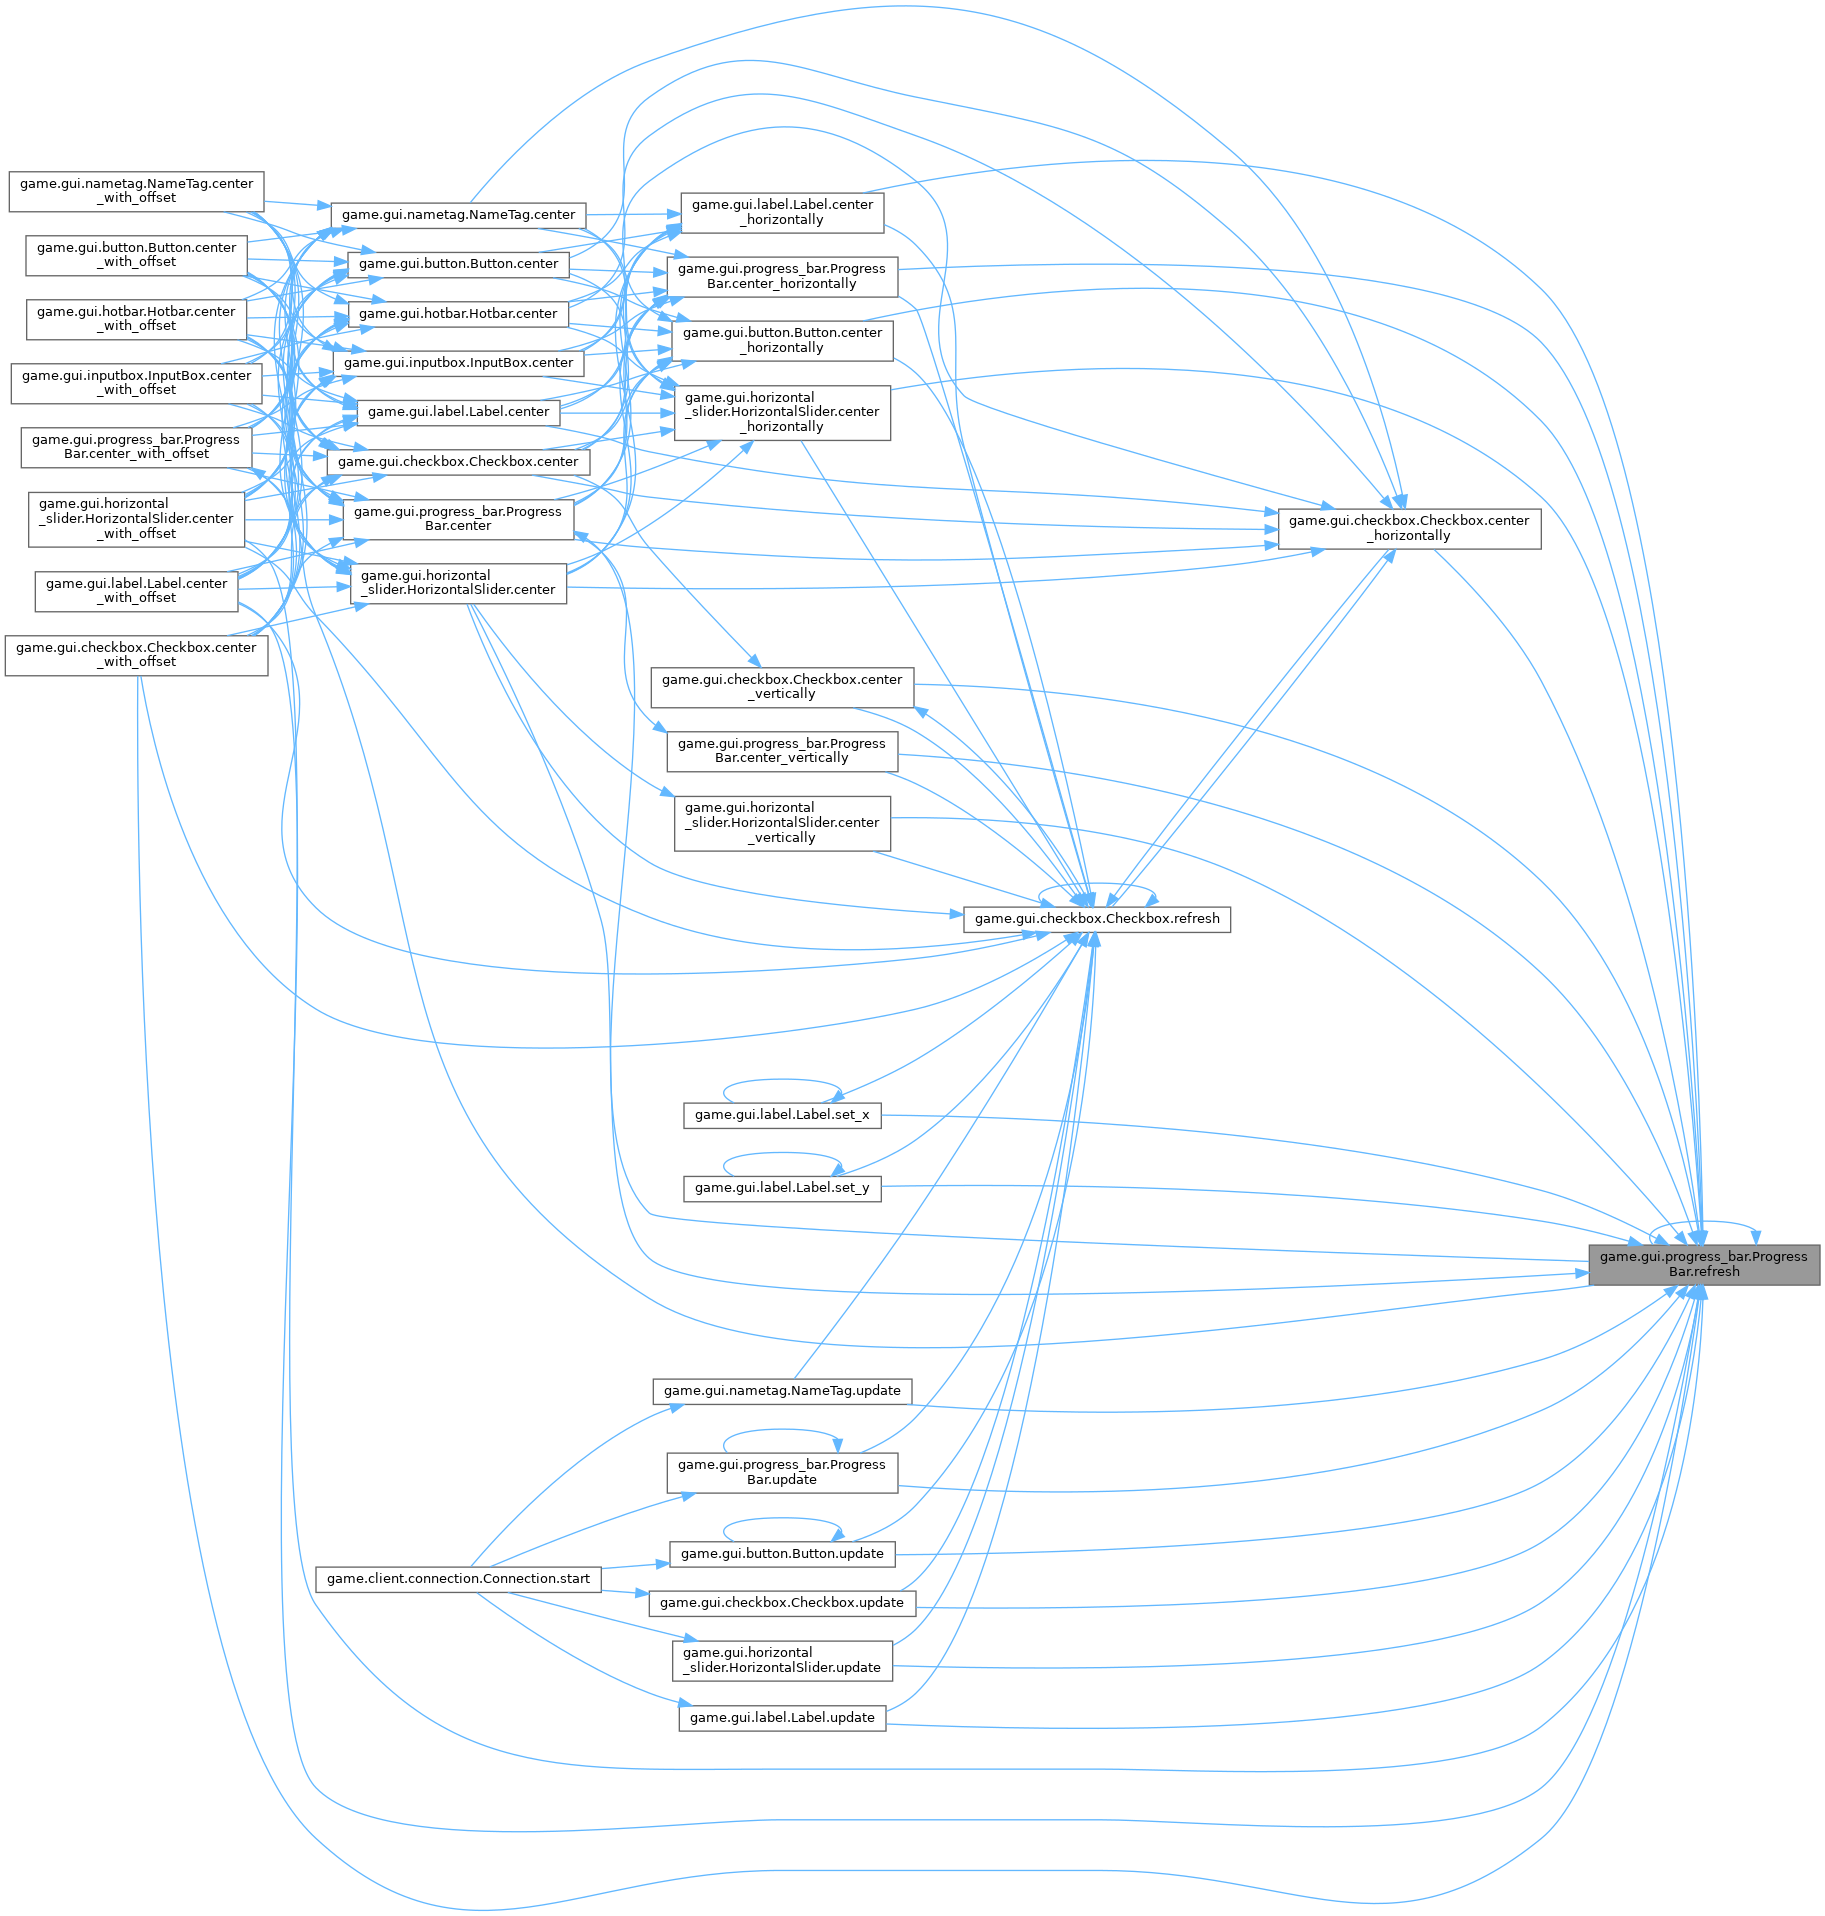 game.gui.nametag.NameTag.center
_with_offset
game.gui.button.Button.center
_with_offset
game.gui.hotbar.Hotbar.center
_with_offset
game.gui.inputbox.InputBox.center
_with_offset
game.gui.progress_bar.Progress
Bar.center_with_offset
game.gui.horizontal
_slider.HorizontalSlider.center
_with_offset
game.gui.label.Label.center
_with_offset
game.gui.checkbox.Checkbox.center
_with_offset
game.gui.nametag.NameTag.center
game.gui.button.Button.center
game.gui.hotbar.Hotbar.center
game.gui.inputbox.InputBox.center
game.gui.label.Label.center
game.gui.checkbox.Checkbox.center
game.gui.progress_bar.Progress
Bar.center
game.gui.horizontal
_slider.HorizontalSlider.center
game.client.connection.Connection.start
game.gui.label.Label.center
_horizontally
game.gui.progress_bar.Progress
Bar.center_horizontally
game.gui.button.Button.center
_horizontally
game.gui.horizontal
_slider.HorizontalSlider.center
_horizontally
game.gui.checkbox.Checkbox.center
_vertically
game.gui.progress_bar.Progress
Bar.center_vertically
game.gui.horizontal
_slider.HorizontalSlider.center
_vertically
game.gui.label.Label.set_x
game.gui.label.Label.set_y
game.gui.nametag.NameTag.update
game.gui.progress_bar.Progress
Bar.update
game.gui.button.Button.update
game.gui.checkbox.Checkbox.update
game.gui.horizontal
_slider.HorizontalSlider.update
game.gui.label.Label.update
game.gui.checkbox.Checkbox.refresh
game.gui.checkbox.Checkbox.center
_horizontally
game.gui.progress_bar.Progress
Bar.refresh